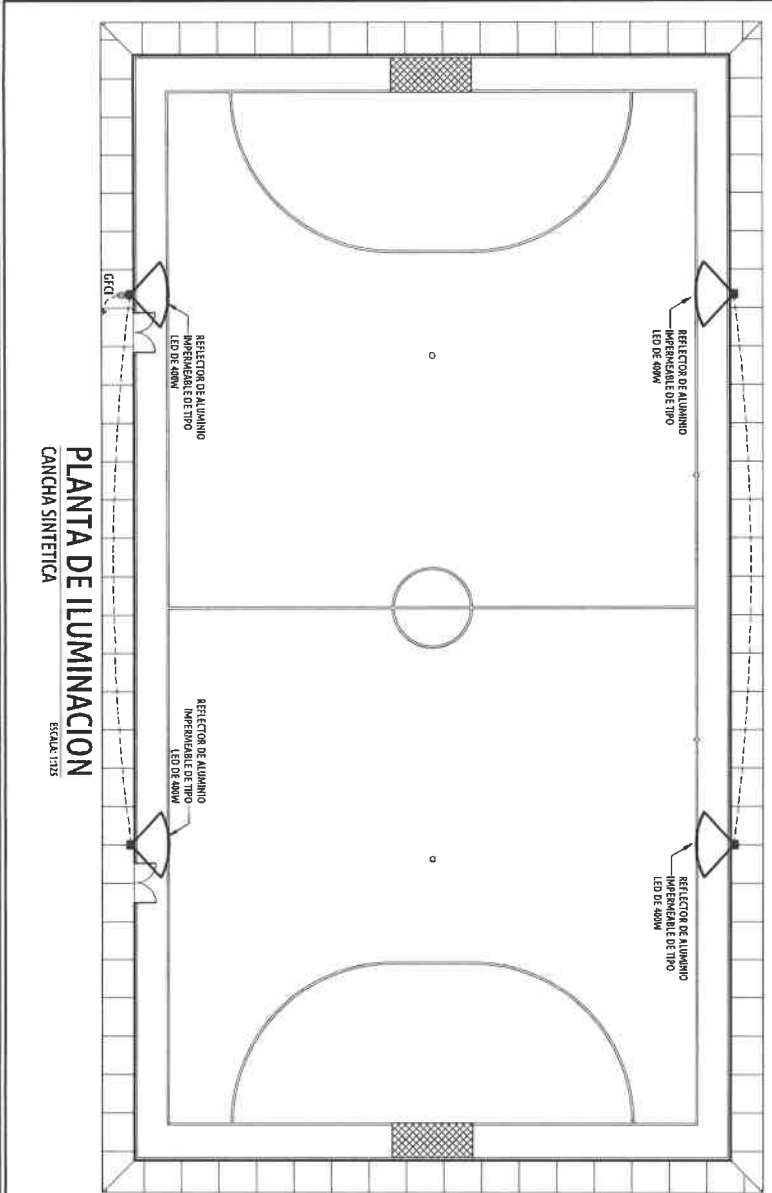 REFLECTOR DE ALUMINIO
IMPERMEABLE DE TIPO
LED DE 400W
REFLECTOR DE ALUMINIO
IMPERMEABLE DE TIPO
LED DE 400W
REFLECTOR DE ALUMINIO
IMPERMEABLE DE TIPO
LED DE 400W
REFLECTOR DE ALUMINIO
IMPERMEABLE DE TIPO
LED DE 400W
GFCI
PLANTA DE ILUMINACION
CANCHA SINTETICA
ESCALA: 1:125